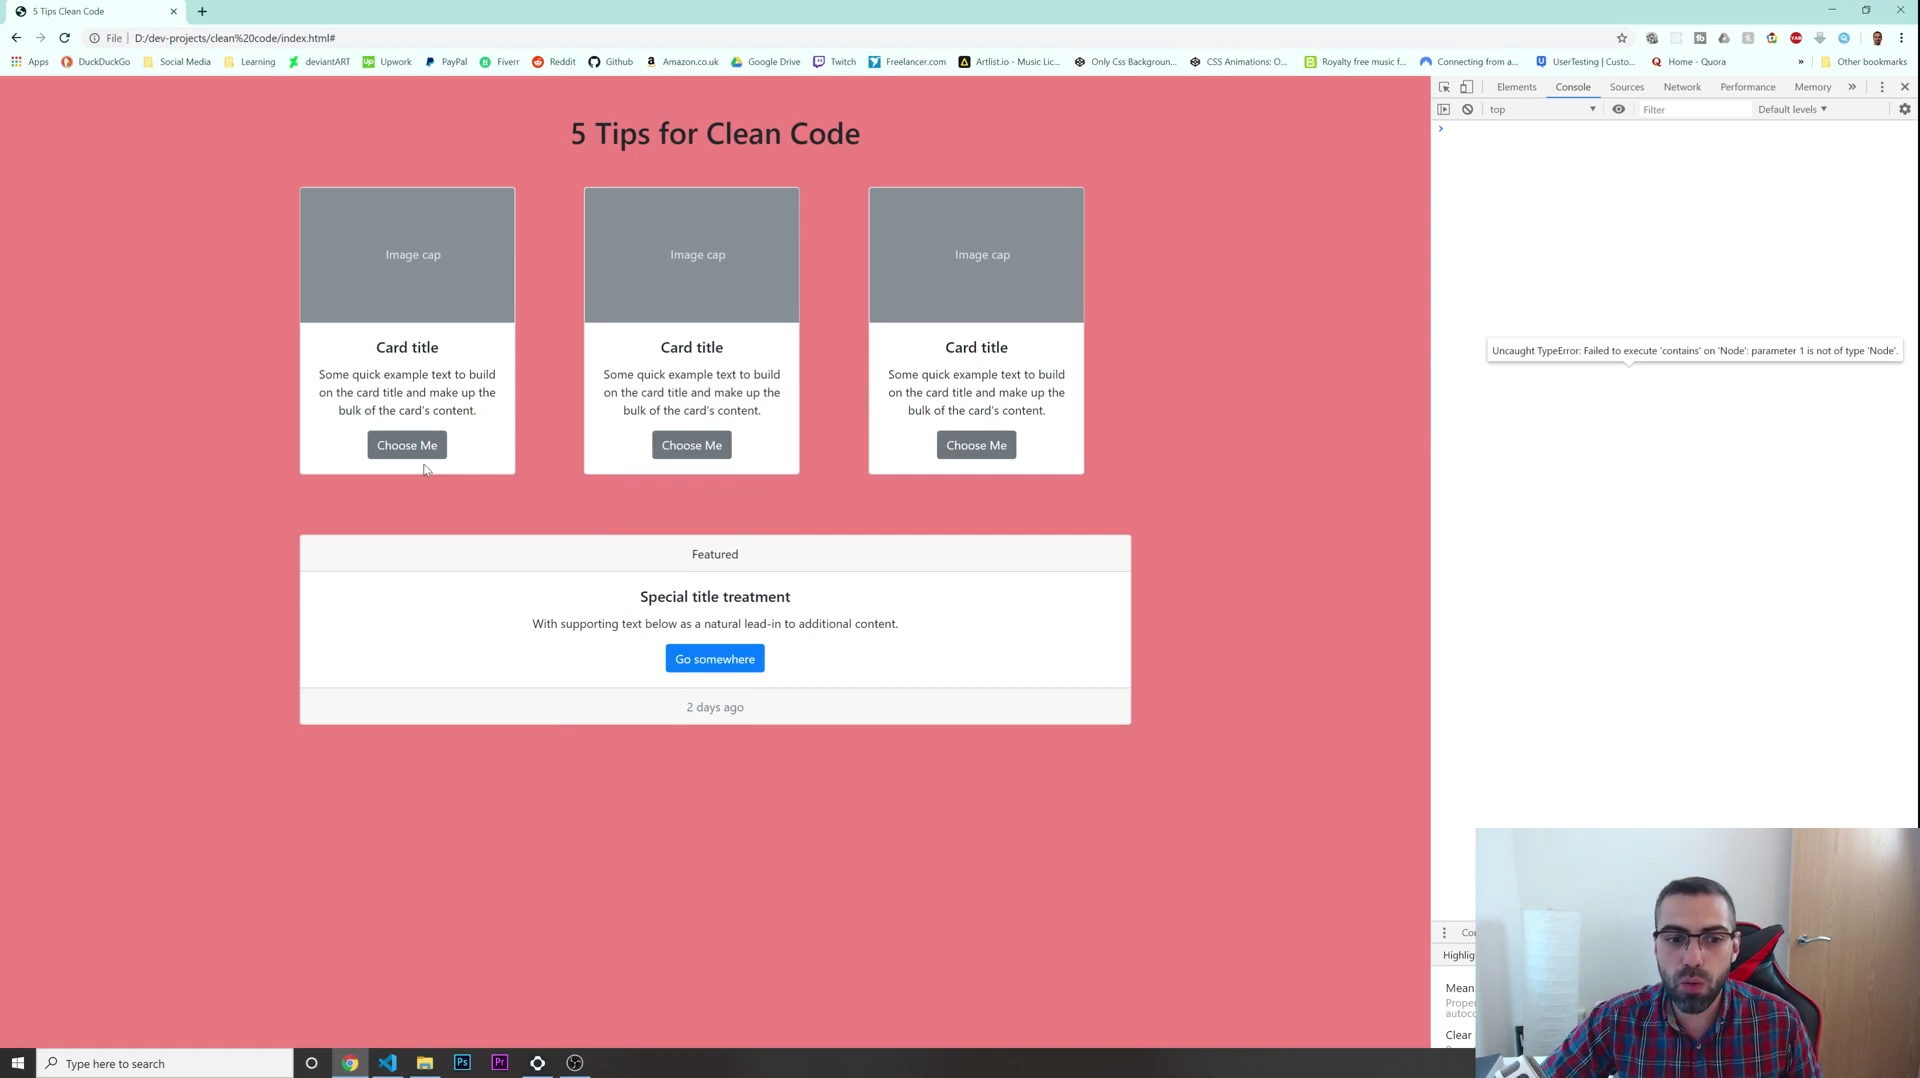 5 Tips Clean Code
File
D:/dev-projects/clean%20code/index.html#
Apps
DuckDuckGo
Social Media
Learning
deviantART
Up
Upwork
PayPal
Fiverr
Reddit
Github
Amazon.co.uk
Google Drive
Twitch
Freelancer.com
Artlist.io - Music Lic...
Only Css Backgroun...
CSS Animations: O...
Royalty free music f...
Connecting from a...
UserTesting | Custo...
Home - Quora
»
Other bookmarks
Elements
Console
Sources
Network
Performance
Memory
»
top
Filter
Default levels
5 Tips for Clean Code
Image cap
Image cap
Image cap
Uncaught TypeError: Failed to execute 'contains' on 'Node': parameter 1 is not of type 'Node'.
Card title
Some quick example text to build
on the card title and make up the
bulk of the card's content.
Choose Me
Card title
Some quick example text to build
on the card title and make up the
bulk of the card's content.
Choose Me
Card title
Some quick example text to build
on the card title and make up the
bulk of the card's content.
Choose Me
Featured
Special title treatment
With supporting text below as a natural lead-in to additional content.
Go somewhere
2 days ago
Co
Highlig
Mean
Prope
autoco
Clear
Type here to search
Ps
Pr